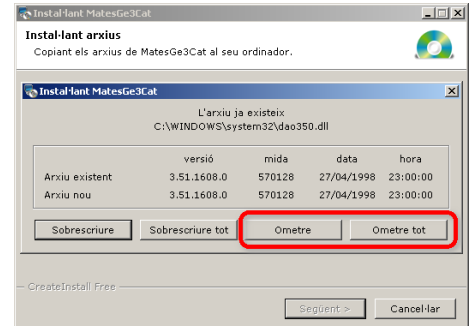 Instal·lant MatesGe3Cat
Instal·lant arxius
Copiant els arxius de MatesGe3Cat al seu ordinador.
Instal·lant MatesGe3Cat
L'arxiu ja existeix
C:\WINDOWS\system32\dao350.dll
versió mida data hora
Arxiu existent 3.51.1608.0 570128 27/04/1998 23:00:00
Arxiu nou 3.51.1608.0 570128 27/04/1998 23:00:00
Sobrescriure Sobrescriure tot Ometre Ometre tot
CreateInstall Free
Següent > Cancel·lar